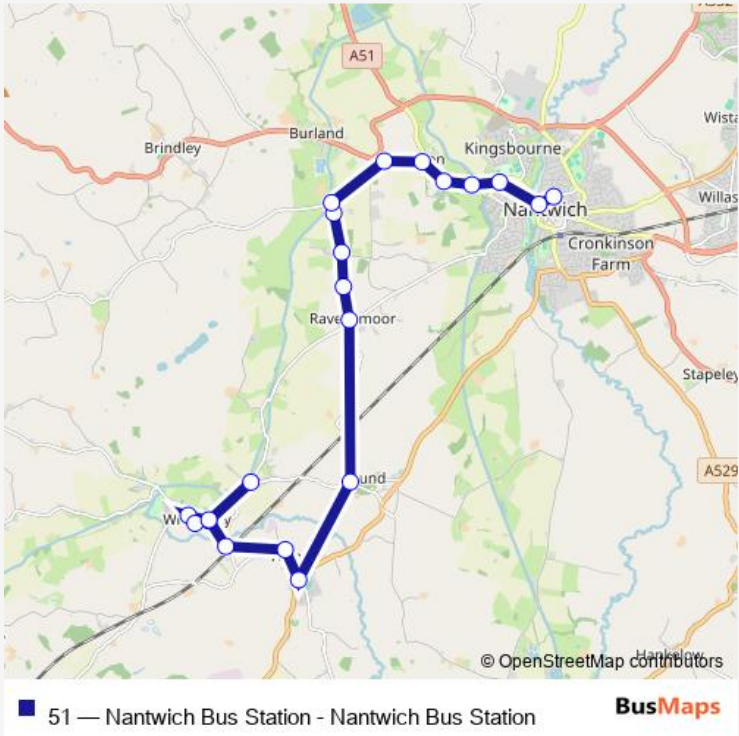 A51
Burland
Brindley
Kingsbourne
Wista
Nantwich
Willas
Cronkinson
Farm
Stapeley
A529
Hankelow
© OpenStreetMap contributors
51 — Nantwich Bus Station - Nantwich Bus Station
BusMaps